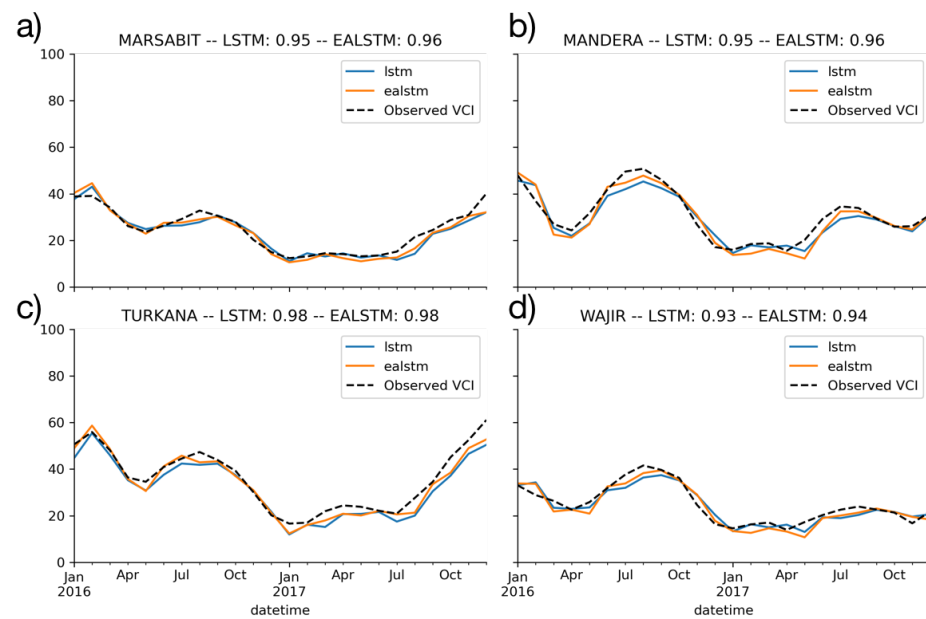 a)
MARSABIT -- LSTM: 0.95 -- EALSTM: 0.96
100
80
60
40
20
0
lstm
ealstm
Observed VCI
b)
MANDERA -- LSTM: 0.95 -- EALSTM: 0.96
lstm
ealstm
Observed VCI
c)
TURKANA -- LSTM: 0.98 -- EALSTM: 0.98
100
80
60
40
20
0
lstm
ealstm
Observed VCI
Jan Apr Jul Oct Jan Apr Jul Oct
2016 2017
datetime
d)
WAJIR -- LSTM: 0.93 -- EALSTM: 0.94
lstm
ealstm
Observed VCI
Jan Apr Jul Oct Jan Apr Jul Oct
2016 2017
datetime